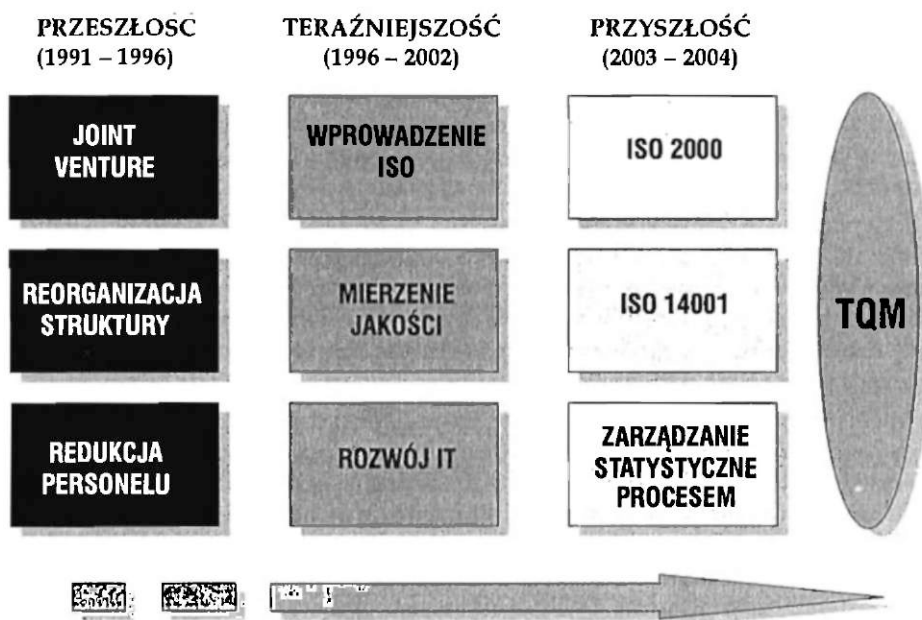 PRZESZŁOŚĆ
(1991 – 1996)
JOINT
VENTURE
REORGANIZACJA
STRUKTURY
REDUKCJA
PERSONELU
TERAŹNIEJSZOŚĆ
(1996 – 2002)
WPROWADZENIE
ISO
MIERZENIE
JAKOŚCI
ROZWÓJ IT
PRZYSZŁOŚĆ
(2003 – 2004)
ISO 2000
ISO 14001
ZARZĄDZANIE
STATYSTYCZNE
PROCESEM
TQM